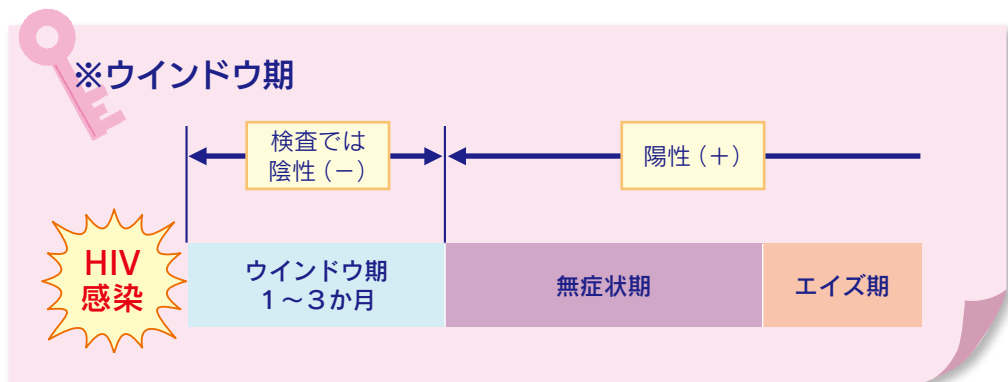 ※ウインドウ期
検査では
陰性（－）
陽性（＋）
HIV
感染
ウインドウ期
1～3か月
無症状期
エイズ期